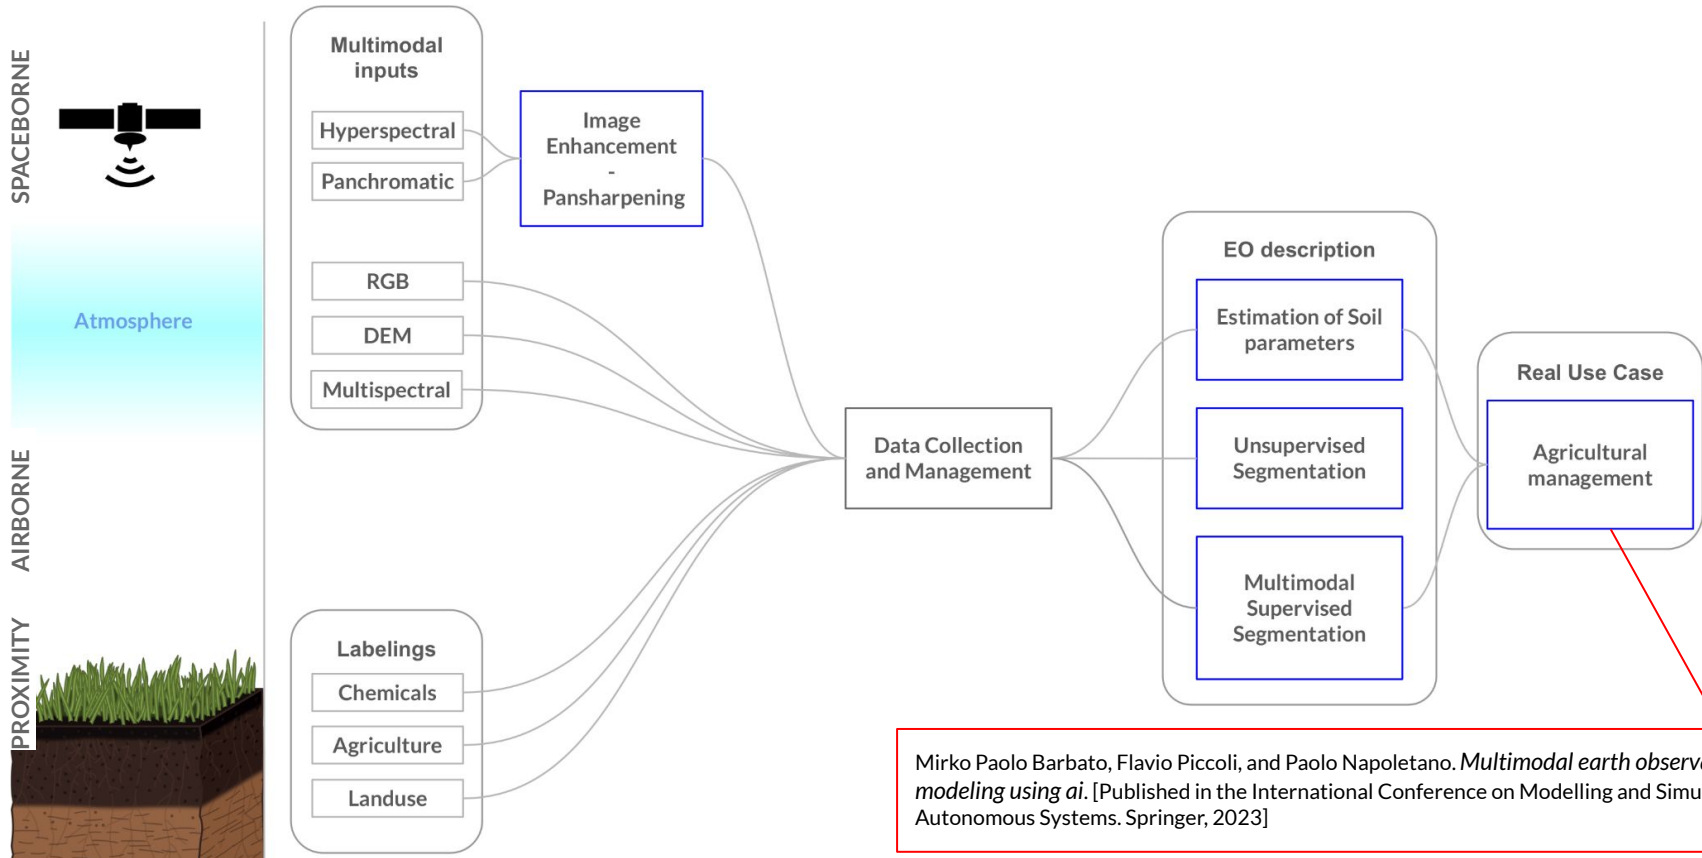 SPACEBORNE
Atmosphere
AIRBORNE
PROXIMITY
Multimodal
inputs
Hyperspectral
Panchromatic
RGB
DEM
Multispectral
Image
Enhancement
-
Pansharpening
Labelings
Chemicals
Agriculture
Landuse
Data Collection
and Management
EO description
Estimation of Soil
parameters
Unsupervised
Segmentation
Multimodal
Supervised
Segmentation
Real Use Case
Agricultural
management
Mirko Paolo Barbato, Flavio Piccoli, and Paolo Napoletano. Multimodal earth observa
modeling using ai. [Published in the International Conference on Modelling and Simu
Autonomous Systems. Springer, 2023]